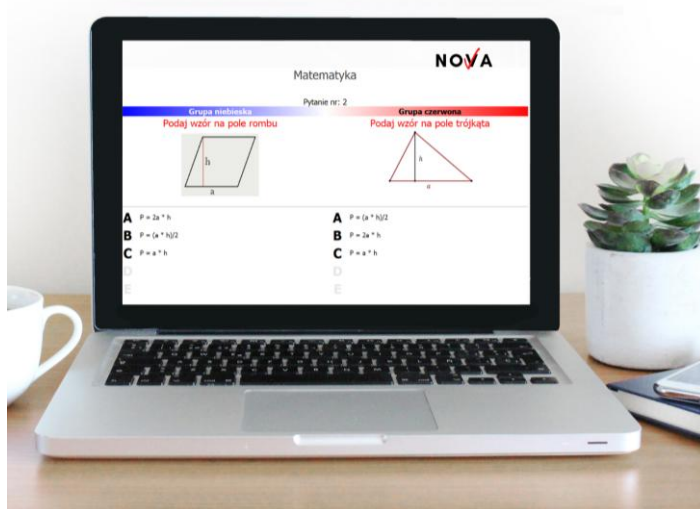 NOVA
Matematyka
Pytanie nr: 2
Grupa niebieska
Podaj wzór na pole rombu
h
a
A P = 2a * h
B P = (a * h)/2
C P = a * h
D
E
Grupa czerwona
Podaj wzór na pole trójkąta
h
a
A P = (a * h)/2
B P = 2a * h
C P = a * h
D
E